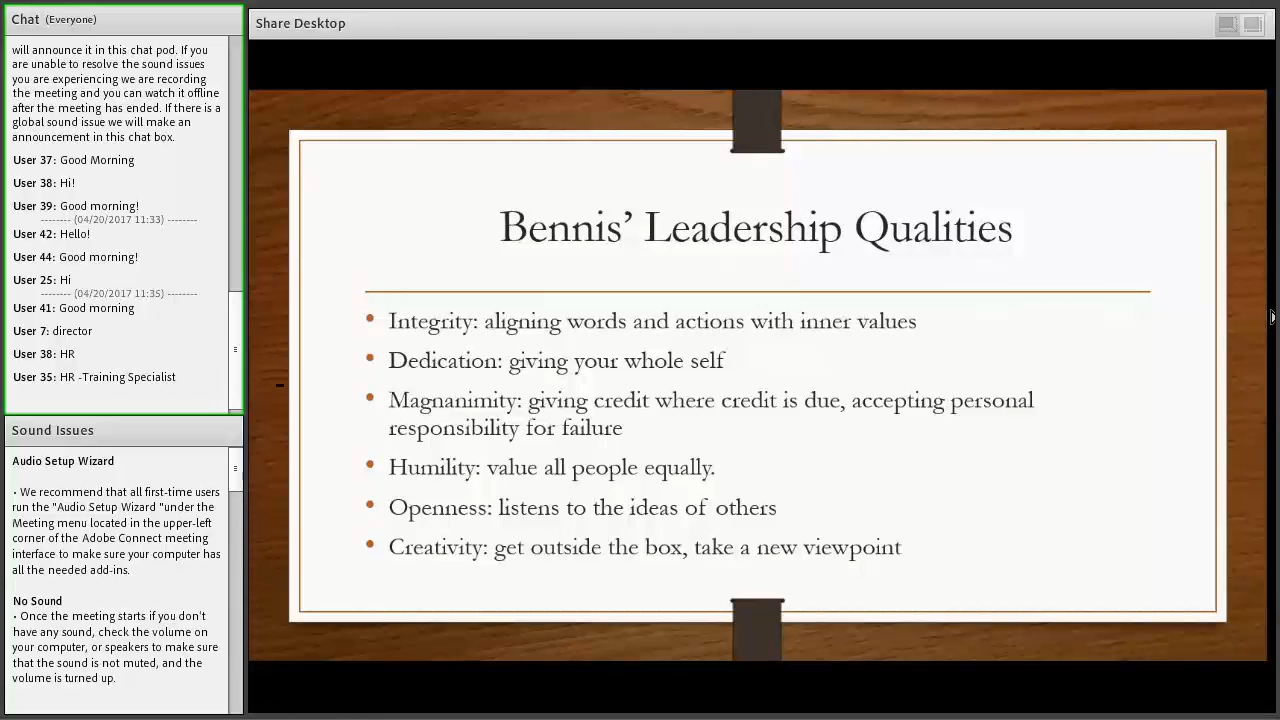 Chat (Everyone)
will announce it in this chat pod. If you
are unable to resolve the sound issues
you are experiencing we are recording
the meeting and you can watch it offline
after the meeting has ended. If there is a
global sound issue we will make an
announcement in this chat box.
User 37: Good Morning
User 38: Hi!
User 39: Good morning!
-------- (04/20/2017 11:33) --------
User 42: Hello!
User 44: Good morning!
User 25: Hi
-------- (04/20/2017 11:35) --------
User 41: Good morning
User 7: director
User 38: HR
User 35: HR -Training Specialist
Sound Issues
Audio Setup Wizard
• We recommend that all first-time users
run the "Audio Setup Wizard "under the
Meeting menu located in the upper-left
corner of the Adobe Connect meeting
interface to make sure your computer has
all the needed add-ins.
No Sound
• Once the meeting starts if you don't
have any sound, check the volume on
your computer, or speakers to make sure
that the sound is not muted, and the
volume is turned up.
Share Desktop
Bennis’ Leadership Qualities
• Integrity: aligning words and actions with inner values
• Dedication: giving your whole self
• Magnanimity: giving credit where credit is due, accepting personal
responsibility for failure
• Humility: value all people equally.
• Openness: listens to the ideas of others
• Creativity: get outside the box, take a new viewpoint